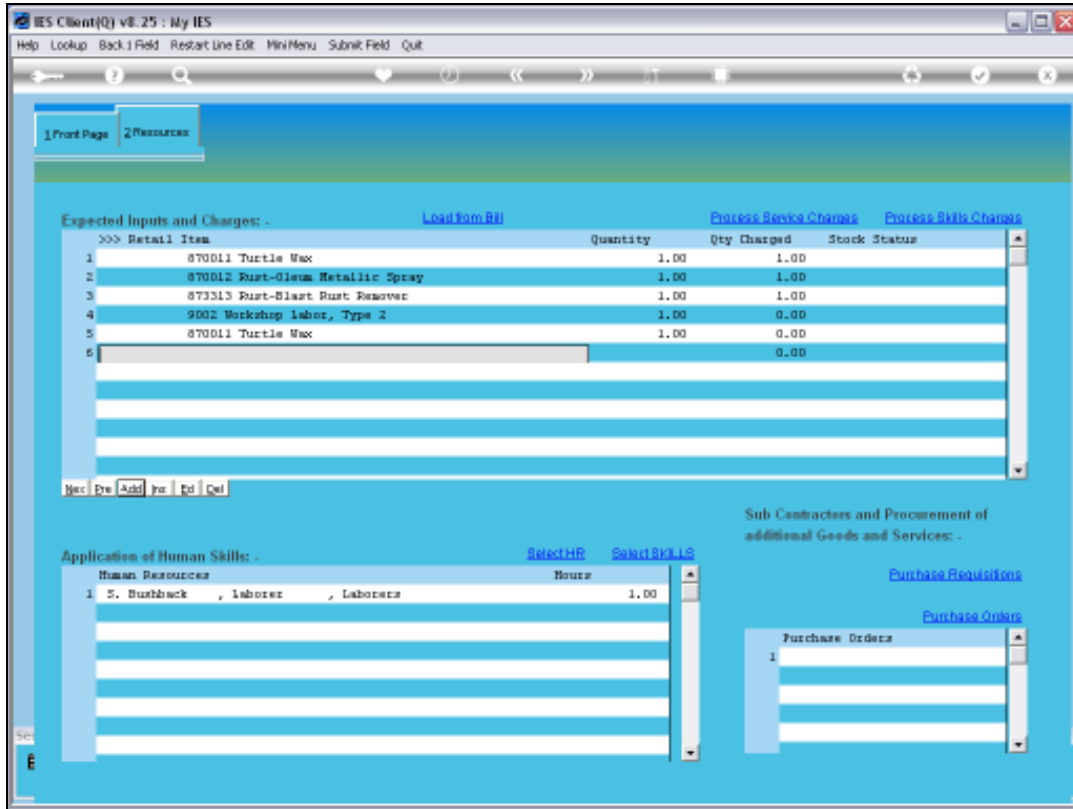 IES Client(Q) v8.25 : My IES
Help Lookup Back 1 Field Restart Line Edit MiniMenu Submit Field Quit
1 Front Page 2 Resources
Expected Inputs and Charges: - Load from Bill Process Service Charges Process Skills Charges
>>> Retail Item Quantity Qty Charged Stock Status
1 870011 Turtle Wax 1.00 1.00
2 870012 Rust-Oleum Metallic Spray 1.00 1.00
3 873313 Rust-Blast Rust Remover 1.00 1.00
4 9002 Workshop labor, Type 2 1.00 0.00
5 870011 Turtle Wax 1.00 0.00
6 0.00
Nex Pre Add Ins Ed Del
Sub Contractors and Procurement of
additional Goods and Services: -
Application of Human Skills: - Select HR Select SKILLS
Human Resources Hours
Purchase Requisitions
1 S. Bushback , laborer , Laborers 1.00
Purchase Orders
Purchase Orders
1